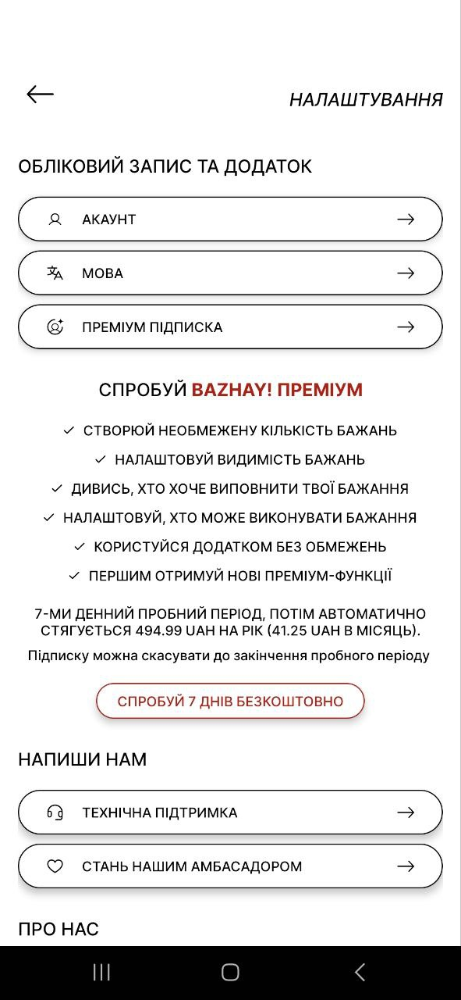 НАЛАШТУВАННЯ
ОБЛІКОВИЙ ЗАПИС ТА ДОДАТОК
АКАУНТ
МОВА
ПРЕМІУМ ПІДПИСКА
СПРОБУЙ BAZHAY! ПРЕМІУМ
СТВОРЮЙ НЕОБМЕЖЕНУ КІЛЬКІСТЬ БАЖАНЬ
НАЛАШТОВУЙ ВИДИМІСТЬ БАЖАНЬ
ДИВИСЬ, ХТО ХОЧЕ ВИПОВНИТИ ТВОЇ БАЖАННЯ
НАЛАШТОВУЙ, ХТО МОЖЕ ВИКОНУВАТИ БАЖАННЯ
КОРИСТУЙСЯ ДОДАТКОМ БЕЗ ОБМЕЖЕНЬ
ПЕРШИМ ОТРИМУЙ НОВІ ПРЕМІУМ-ФУНКЦІЇ
7-МИ ДЕННИЙ ПРОБНИЙ ПЕРІОД, ПОТІМ АВТОМАТИЧНО
СТЯГУЄТЬСЯ 494.99 UAH НА РІК (41.25 UAH В МІСЯЦЬ).
Підписку можна скасувати до закінчення пробного періоду
СПРОБУЙ 7 ДНІВ БЕЗКОШТОВНО
НАПИШИ НАМ
ТЕХНІЧНА ПІДТРИМКА
СТАНЬ НАШИМ АМБАСАДОРОМ
ПРО НАС